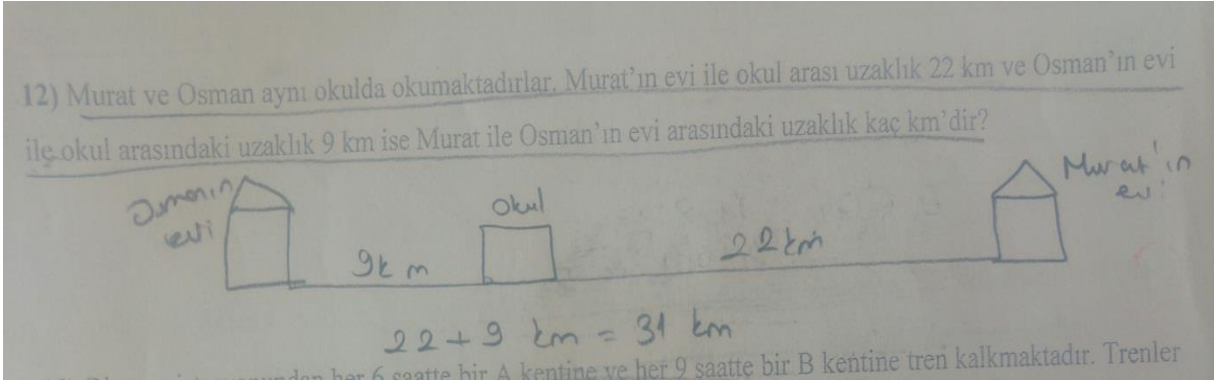 12) Murat ve Osman aynı okulda okumaktadırlar. Murat'ın evi ile okul arası uzaklık 22 km ve Osman'ın evi
ile okul arasındaki uzaklık 9 km ise Murat ile Osman'ın evi arasındaki uzaklık kaç km'dir?
Osmanın
evi
Okul
Murat'ın
evi
9km
22km
22+9 km = 31 km
her 6 saatte bir A kentine ve her 9 saatte bir B kentine tren kalkmaktadır. Trenler